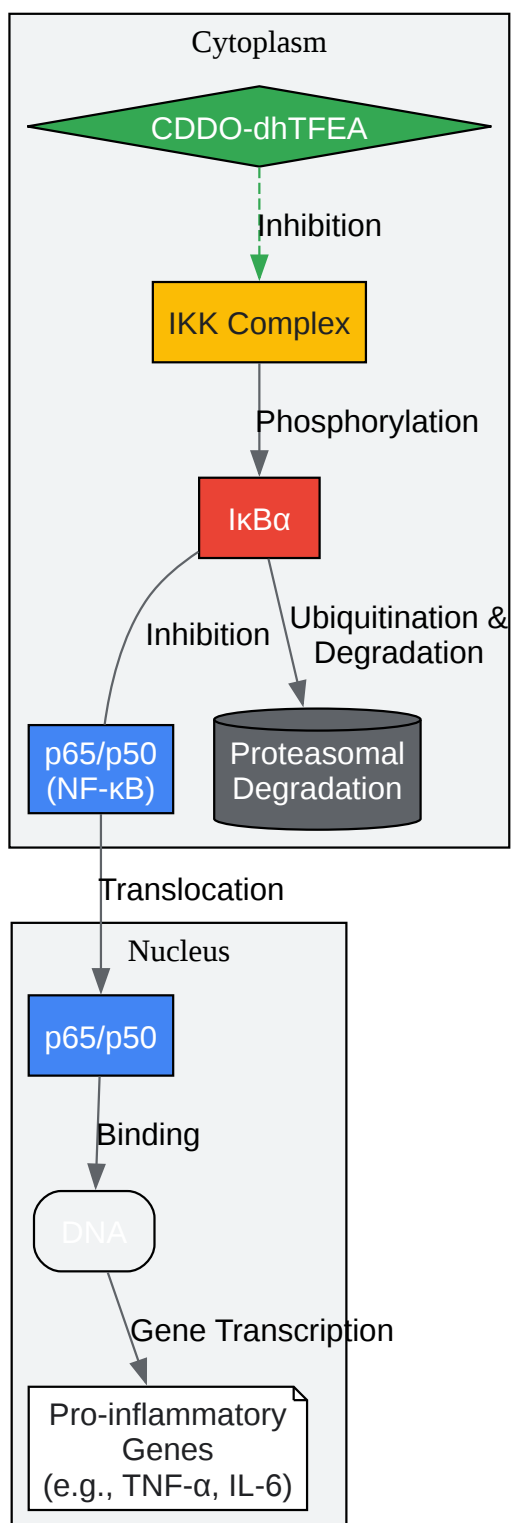 Cytoplasm
CDDO-dhTFEA
Inhibition
IKK Complex
Phosphorylation
IκBα
Inhibition
Ubiquitination &
Degradation
p65/p50
(NF-κB)
Proteasomal
Degradation
Translocation
Nucleus
p65/p50
Binding
DNA
Gene Transcription
Pro-inflammatory
Genes
(e.g., TNF-α, IL-6)